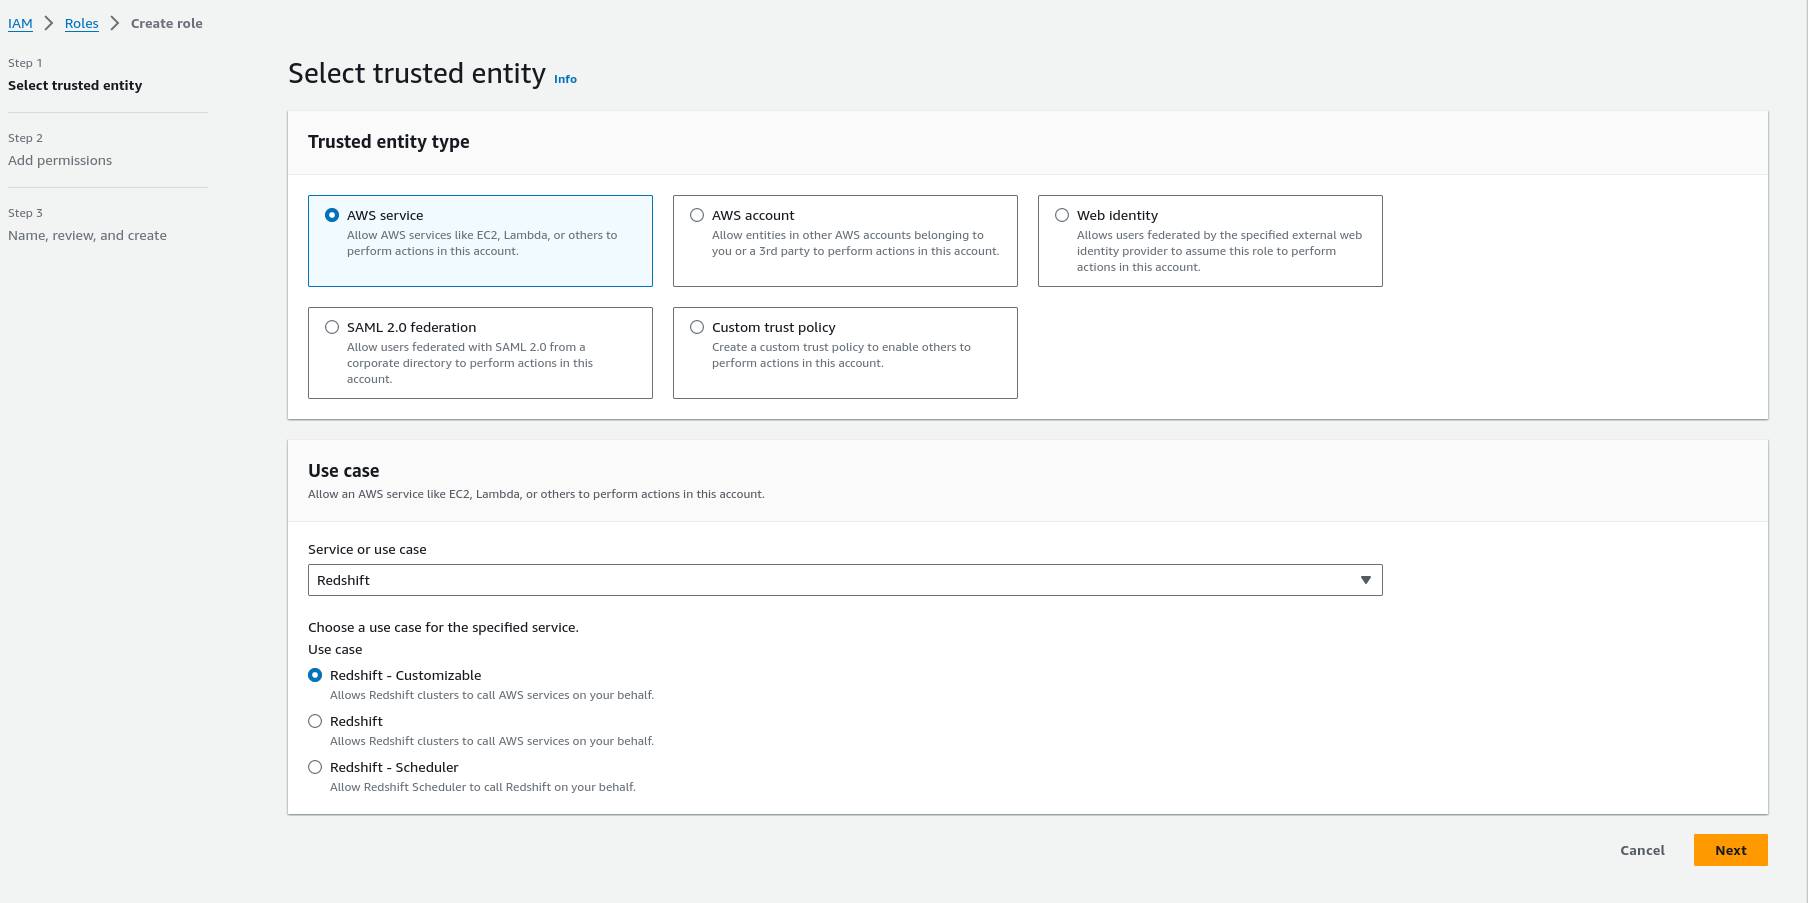 IAM > Roles > Create role
Step 1
Select trusted entity
Step 2
Add permissions
Step 3
Name, review, and create
Select trusted entity Info
Trusted entity type
AWS service
Allow AWS services like EC2, Lambda, or others to
perform actions in this account.
AWS account
Allow entities in other AWS accounts belonging to
you or a 3rd party to perform actions in this account.
Web identity
Allows users federated by the specified external web
identity provider to assume this role to perform
actions in this account.
SAML 2.0 federation
Allow users federated with SAML 2.0 from a
corporate directory to perform actions in this
account.
Custom trust policy
Create a custom trust policy to enable others to
perform actions in this account.
Use case
Allow an AWS service like EC2, Lambda, or others to perform actions in this account.
Service or use case
Redshift
Choose a use case for the specified service.
Use case
Redshift - Customizable
Allows Redshift clusters to call AWS services on your behalf.
Redshift
Allows Redshift clusters to call AWS services on your behalf.
Redshift - Scheduler
Allow Redshift Scheduler to call Redshift on your behalf.
Cancel
Next